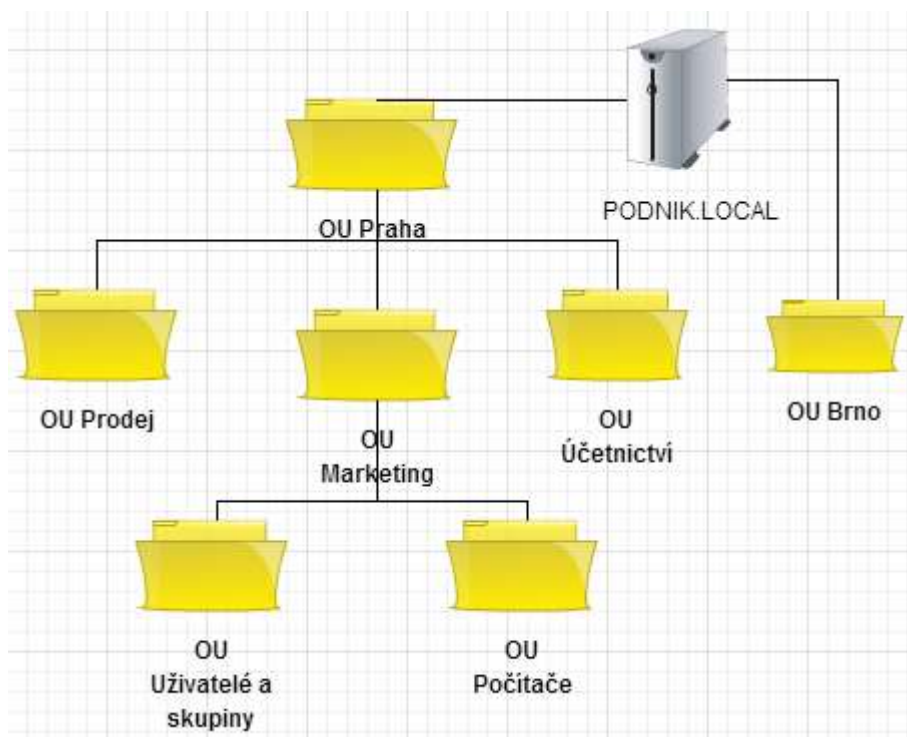 PODNIK.LOCAL
OU Praha
OU Prodej
OU
Marketing
OU
Účetnictví
OU Brno
OU
Uživatelé a
skupiny
OU
Počítače